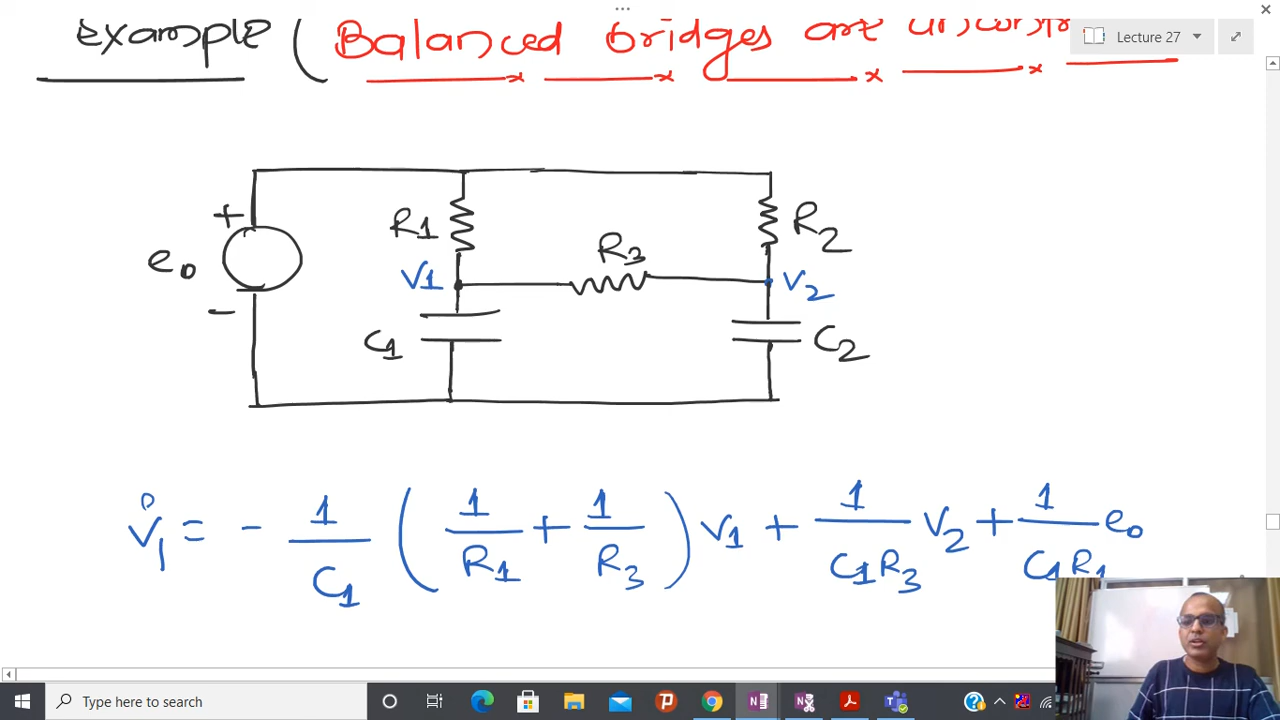 example ( Balanced bridges are
Lecture 27
+
R1
R2
e0
V1
R3
V2
-
C1
C2
V̇1 = - 1/C1 ( 1/R1 + 1/R3 ) V1 + 1/(C1R3) V2 + 1/(C1R1) e0
Type here to search